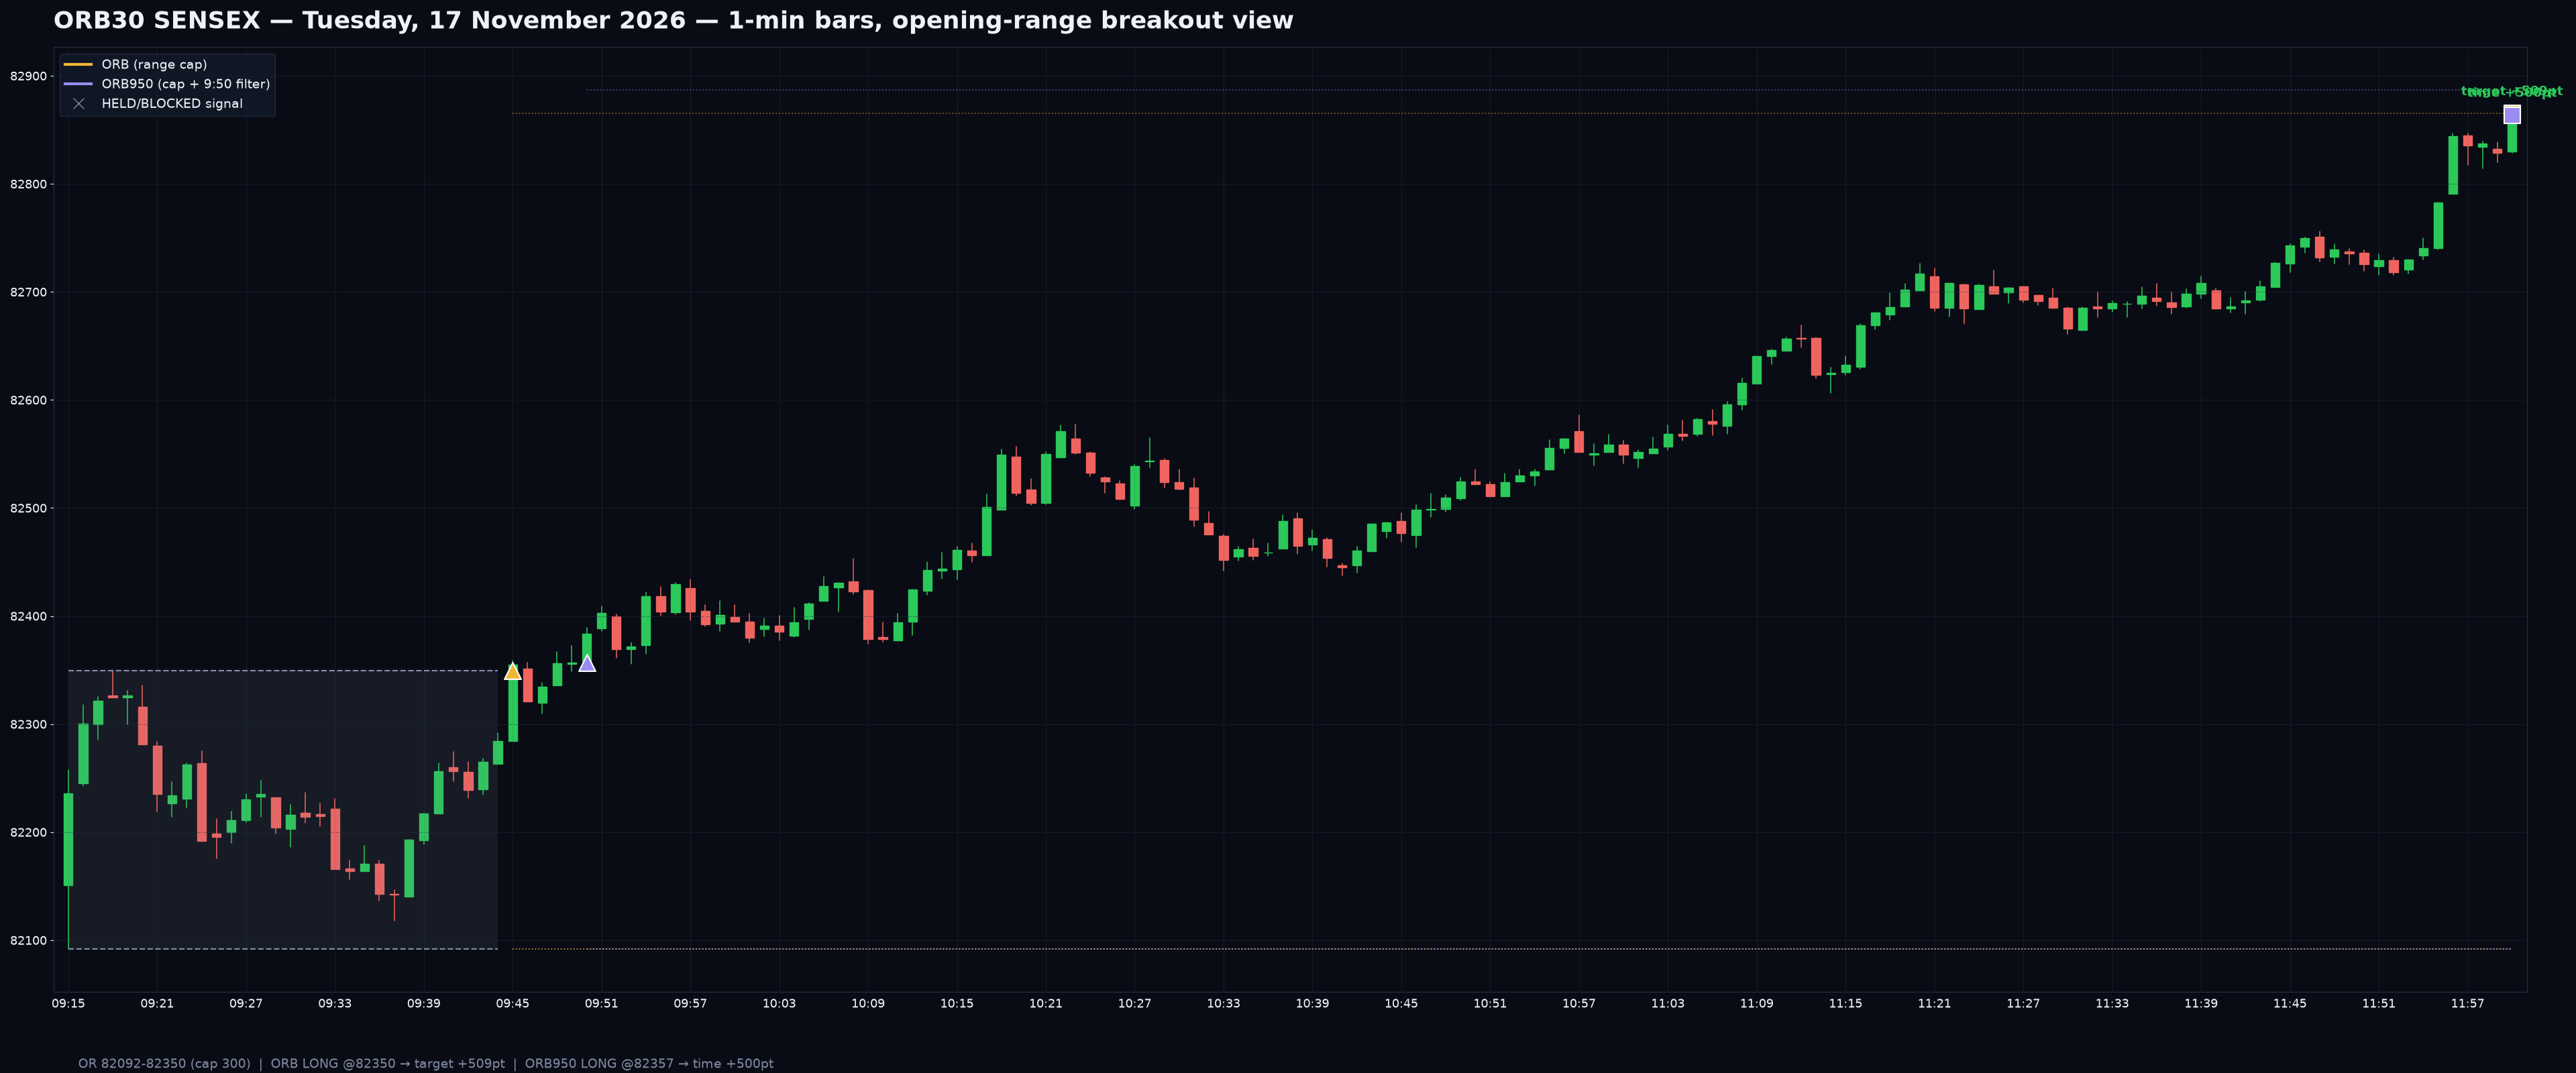 ORB30 SENSEX — Tuesday, 17 November 2026 — 1-min bars, opening-range breakout view
ORB (range cap)
ORB950 (cap + 9:50 filter)
HELD/BLOCKED signal
target +509pt
time +500pt
82900
82800
82700
82600
82500
82400
82300
82200
82100
09:15 09:21 09:27 09:33 09:39 09:45 09:51 09:57 10:03 10:09 10:15 10:21 10:27 10:33 10:39 10:45 10:51 10:57 11:03 11:09 11:15 11:21 11:27 11:33 11:39 11:45 11:51 11:57
OR 82092-82350 (cap 300) | ORB LONG @82350 → target +509pt | ORB950 LONG @82357 → time +500pt